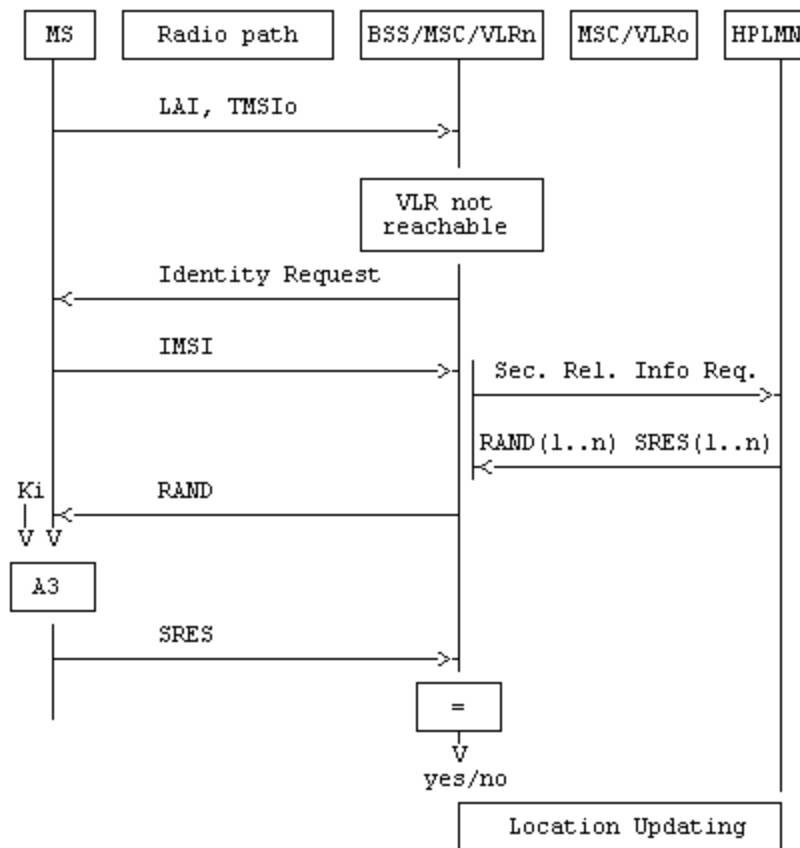 MS Radio path BSS/MSC/VLRn MSC/VLRo HPLMN
LAI, TMSIo
VLR not
reachable
Identity Request
IMSI
Sec. Rel. Info Req.
RAND(1..n) SRES(1..n)
Ki RAND
A3
SRES
=
yes/no
Location Updating